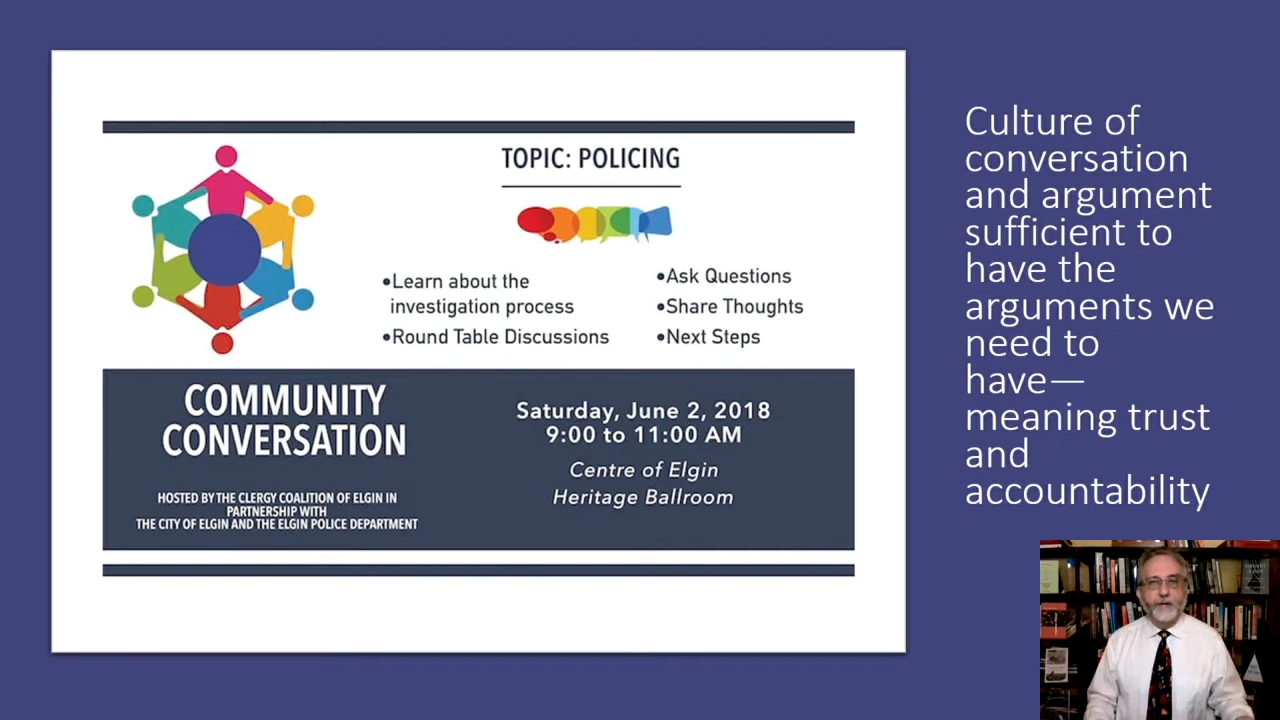 TOPIC: POLICING
•Learn about the
investigation process
•Round Table Discussions
•Ask Questions
•Share Thoughts
•Next Steps
COMMUNITY
CONVERSATION
HOSTED BY THE CLERGY COALITION OF ELGIN IN
PARTNERSHIP WITH
THE CITY OF ELGIN AND THE ELGIN POLICE DEPARTMENT
Saturday, June 2, 2018
9:00 to 11:00 AM
Centre of Elgin
Heritage Ballroom
Culture of
conversation
and argument
sufficient to
have the
arguments we
need to
have—
meaning trust
and
accountability